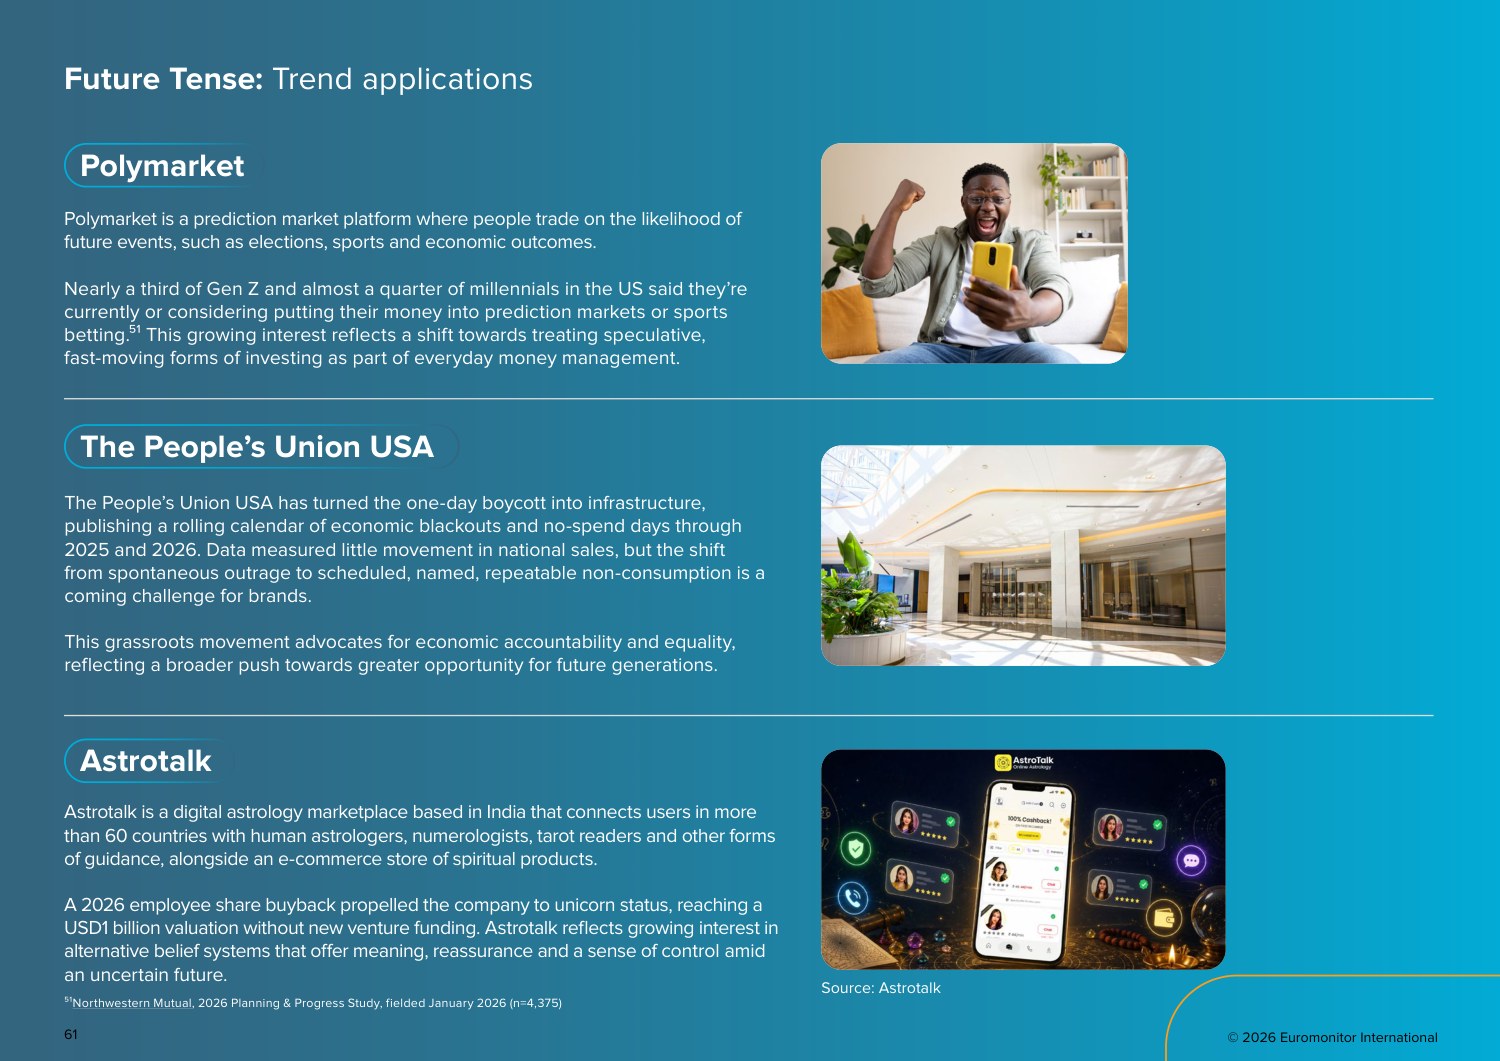 Future Tense: Trend applications
Polymarket
Polymarket is a prediction market platform where people trade on the likelihood of
future events, such as elections, sports and economic outcomes.
Nearly a third of Gen Z and almost a quarter of millennials in the US said they’re
currently or considering putting their money into prediction markets or sports
betting.⁵¹ This growing interest reflects a shift towards treating speculative,
fast-moving forms of investing as part of everyday money management.
The People’s Union USA
The People’s Union USA has turned the one-day boycott into infrastructure,
publishing a rolling calendar of economic blackouts and no-spend days through
2025 and 2026. Data measured little movement in national sales, but the shift
from spontaneous outrage to scheduled, named, repeatable non-consumption is a
coming challenge for brands.
This grassroots movement advocates for economic accountability and equality,
reflecting a broader push towards greater opportunity for future generations.
Astrotalk
Astrotalk is a digital astrology marketplace based in India that connects users in more
than 60 countries with human astrologers, numerologists, tarot readers and other forms
of guidance, alongside an e-commerce store of spiritual products.
A 2026 employee share buyback propelled the company to unicorn status, reaching a
USD1 billion valuation without new venture funding. Astrotalk reflects growing interest in
alternative belief systems that offer meaning, reassurance and a sense of control amid
an uncertain future.
AstroTalk
Online Astrology
100% Cashback!
Source: Astrotalk
⁵¹Northwestern Mutual, 2026 Planning & Progress Study, fielded January 2026 (n=4,375)
61
© 2026 Euromonitor International